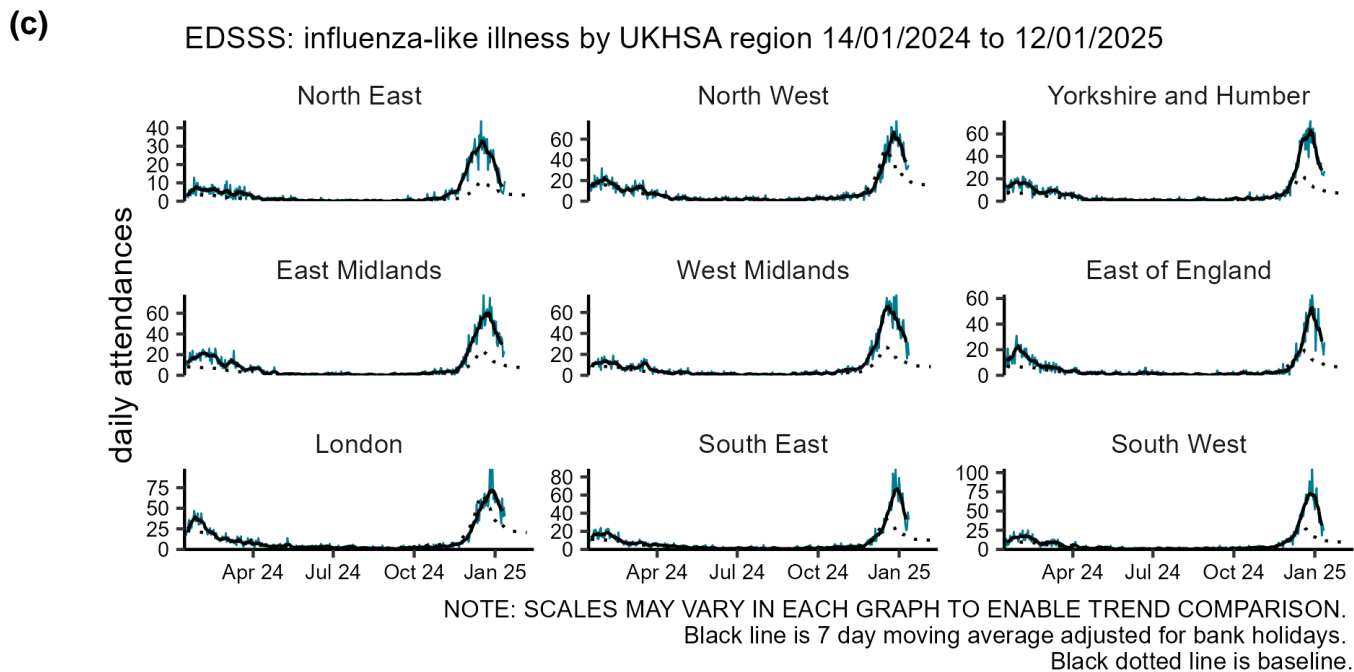 (c)
EDSSS: influenza-like illness by UKHSA region 14/01/2024 to 12/01/2025
North East
North West
Yorkshire and Humber
40
30
20
10
0
60
40
20
0
60
40
20
0
East Midlands
West Midlands
East of England
60
40
20
0
60
40
20
0
60
40
20
0
daily attendances
London
South East
South West
75
50
25
0
80
60
40
20
0
100
75
50
25
0
Apr 24 Jul 24 Oct 24 Jan 25
Apr 24 Jul 24 Oct 24 Jan 25
Apr 24 Jul 24 Oct 24 Jan 25
NOTE: SCALES MAY VARY IN EACH GRAPH TO ENABLE TREND COMPARISON.
Black line is 7 day moving average adjusted for bank holidays.
Black dotted line is baseline.